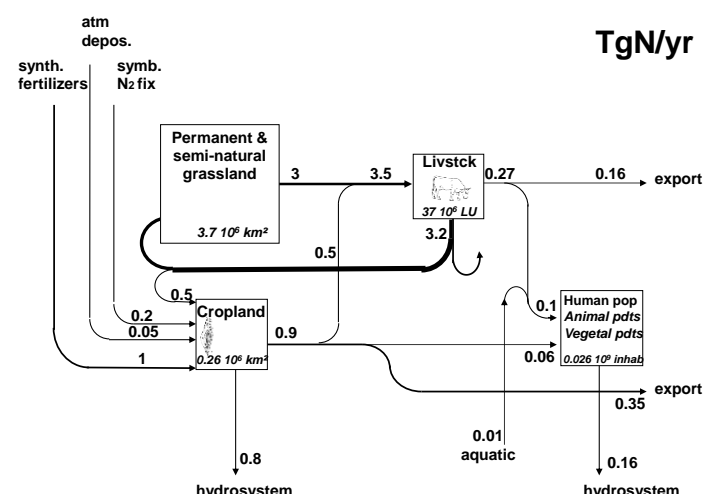 TgN/yr
atm
depos.
synth.
fertilizers
symb.
N2 fix
Permanent &
semi-natural
grassland
3.7 10⁶ km²
3
3.5
Livstck
37 10⁶ LU
0.27
0.16
export
3.2
0.5
0.5
0.2
0.05
1
Cropland
0.26 10⁶ km²
0.9
0.1
Human pop
Animal pdts
Vegetal pdts
0.026 10⁹ inhab
0.06
export
0.35
0.01
aquatic
0.8
0.16
hydrosystem
hydrosystem